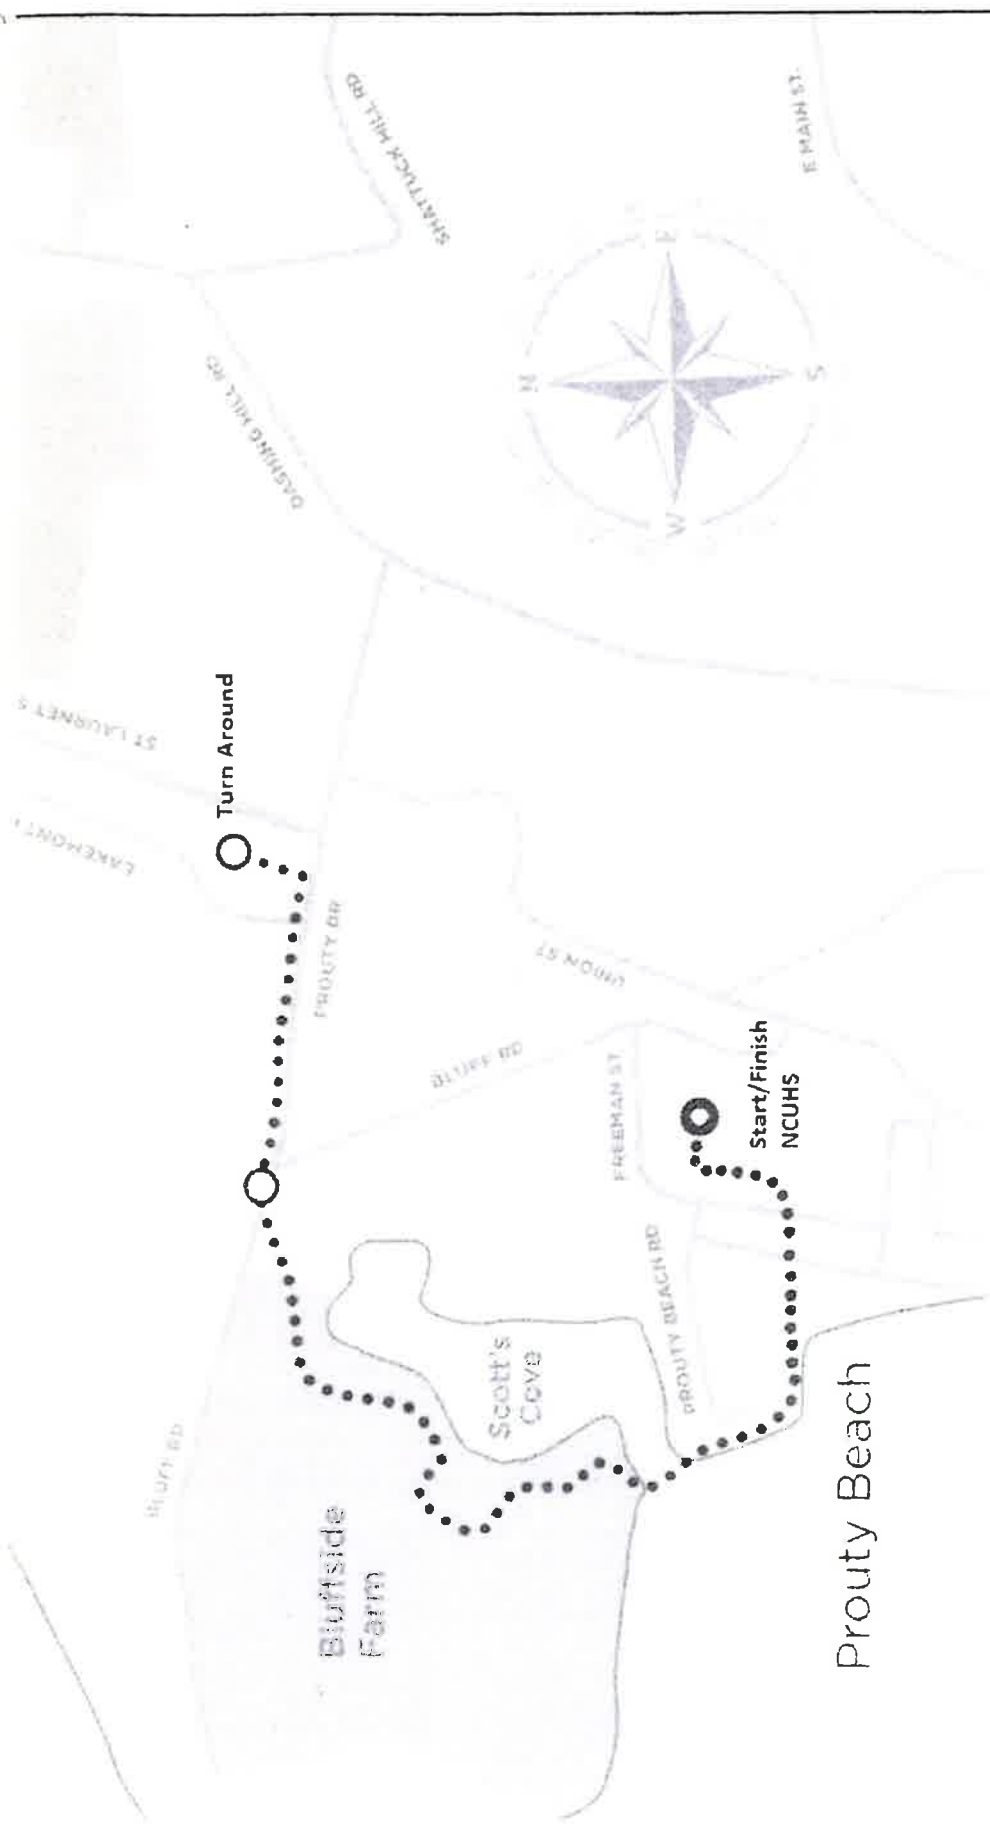 BLUFF RD
LAKEMONT
ST LAURNET S
Turn Around
DASHING HILL RD
SHATTUCK HILL RD
Bluffside
Farm
PROUTY DR
BLUFF RD
Scott's
Cove
UNION ST
FREEMAN ST
PROUTY BEACH RD
N
W
E
S
Start/Finish
NCUHS
E MAIN ST.
Prouty Beach